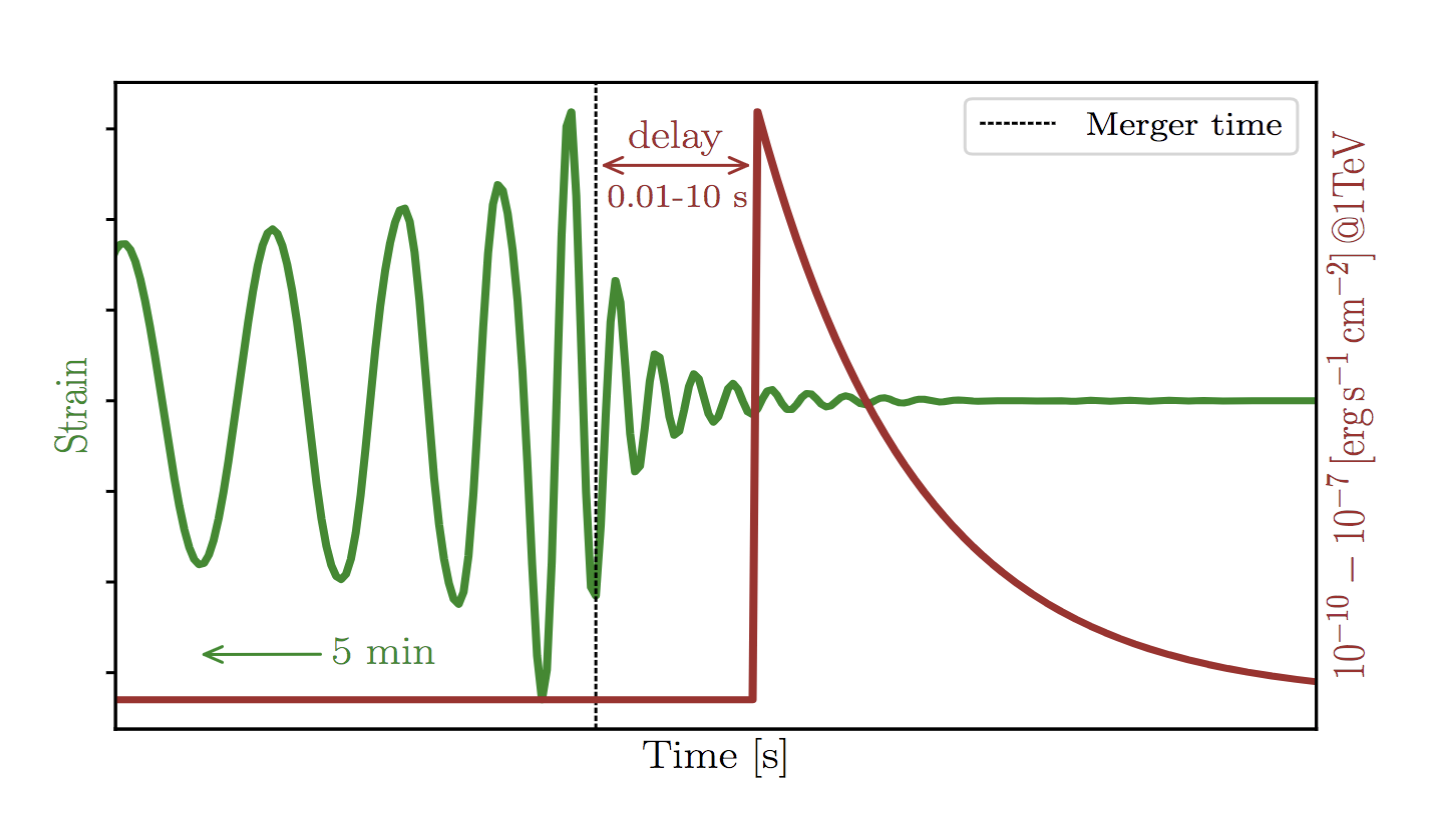 Merger time
delay
0.01-10 s
Strain
5 min
10⁻¹⁰ − 10⁻⁷ [erg s⁻¹ cm⁻²] @1TeV
Time [s]